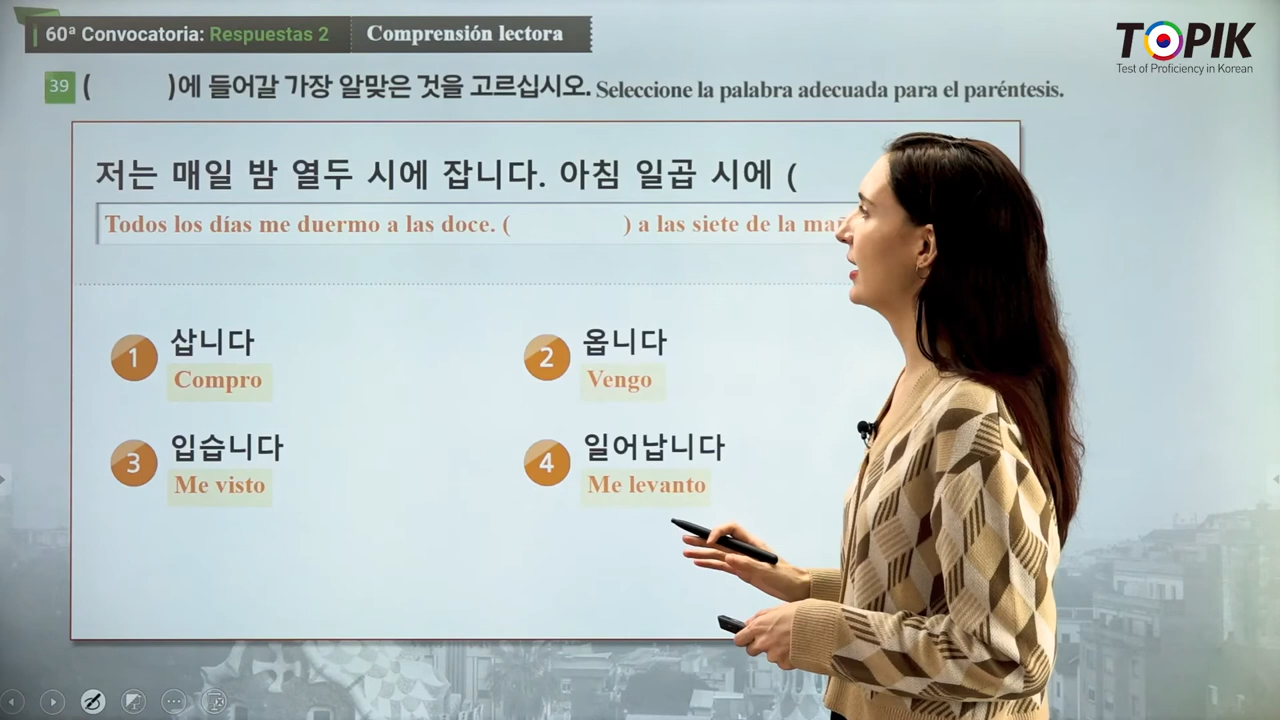 60ª Convocatoria: Respuestas 2 Comprensión lectora
TOPIK
Test of Proficiency in Korean
39 ( )에 들어갈 가장 알맞은 것을 고르십시오. Seleccione la palabra adecuada para el paréntesis.
저는 매일 밤 열두 시에 잡니다. 아침 일곱 시에 (
Todos los días me duermo a las doce. ( ) a las siete de la
1 삽니다
Compro
2 옵니다
Vengo
3 입습니다
Me visto
4 일어납니다
Me levanto